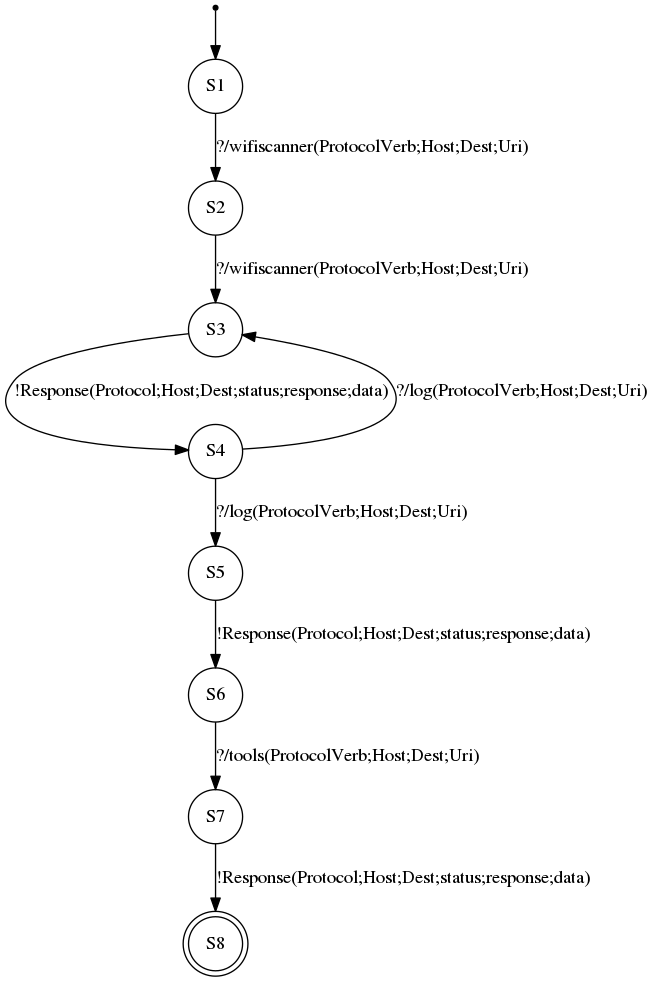 S1
?/wifiscanner(ProtocolVerb;Host;Dest;Uri)
S2
?/wifiscanner(ProtocolVerb;Host;Dest;Uri)
S3
!Response(Protocol;Host;Dest;status;response;data)
?/log(ProtocolVerb;Host;Dest;Uri)
S4
?/log(ProtocolVerb;Host;Dest;Uri)
S5
!Response(Protocol;Host;Dest;status;response;data)
S6
?/tools(ProtocolVerb;Host;Dest;Uri)
S7
!Response(Protocol;Host;Dest;status;response;data)
S8